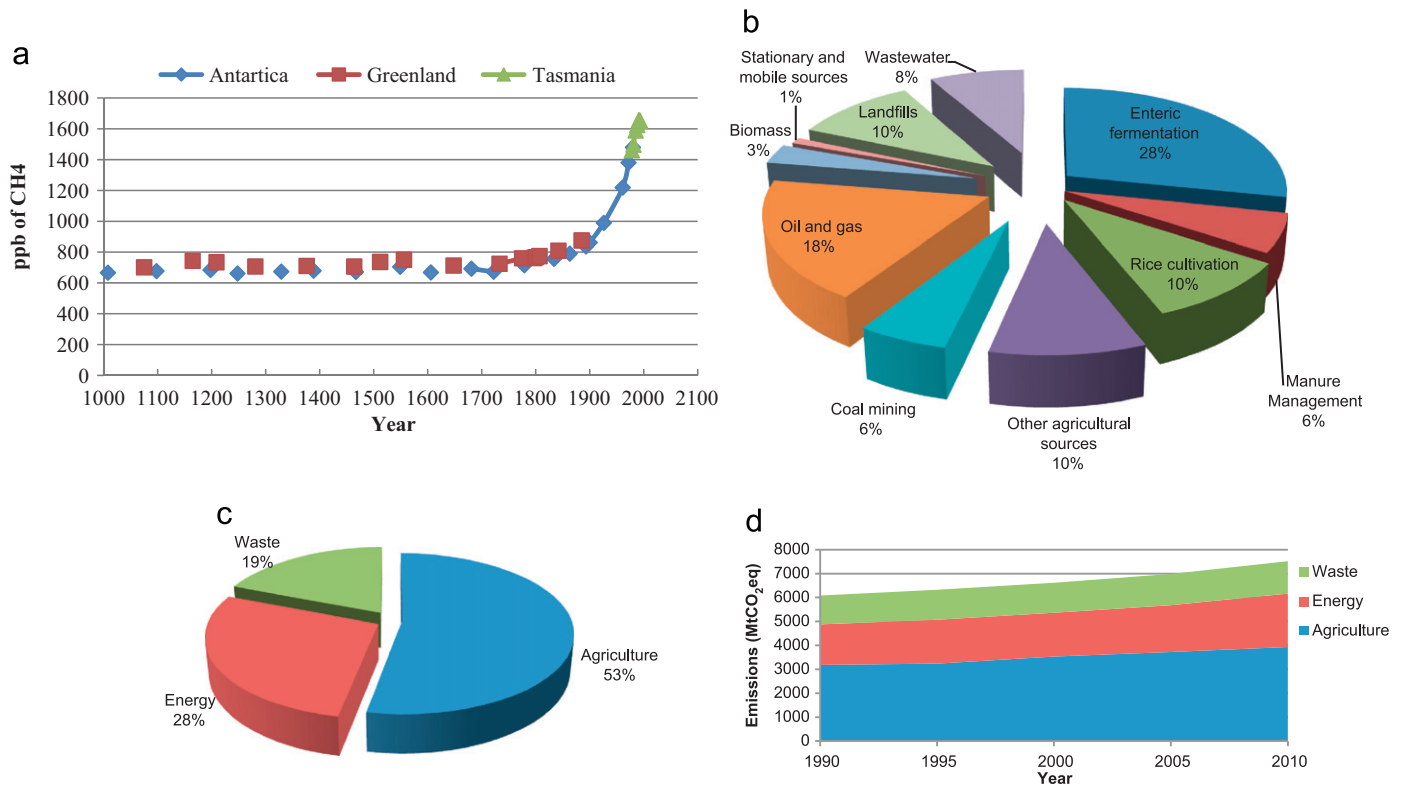 a
Antartica
Greenland
Tasmania
ppb of CH4
1800
1600
1400
1200
1000
800
600
400
200
0
1000 1100 1200 1300 1400 1500 1600 1700 1800 1900 2000 2100
Year
b
Stationary and
mobile sources
1%
Wastewater
8%
Biomass
3%
Landfills
10%
Enteric
fermentation
28%
Oil and gas
18%
Rice cultivation
10%
Coal mining
6%
Other agricultural
sources
10%
Manure
Management
6%
c
Waste
19%
Energy
28%
Agriculture
53%
d
Emissions (MtCO₂eq)
8000
7000
6000
5000
4000
3000
2000
1000
0
1990 1995 2000 2005 2010
Year
Waste
Energy
Agriculture